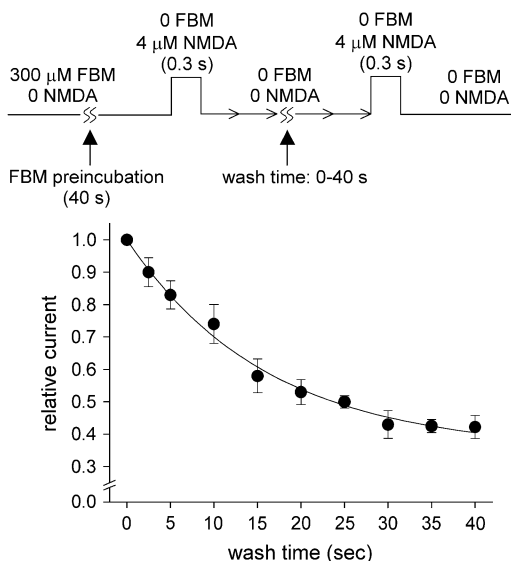 0 FBM
4 μM NMDA
(0.3 s)
0 FBM
4 μM NMDA
(0.3 s)
300 μM FBM
0 NMDA
0 FBM
0 NMDA
0 FBM
0 NMDA
FBM preincubation
(40 s)
wash time: 0-40 s
relative current
1.0
0.9
0.8
0.7
0.6
0.5
0.4
0.3
0.0
0 5 10 15 20 25 30 35 40
wash time (sec)